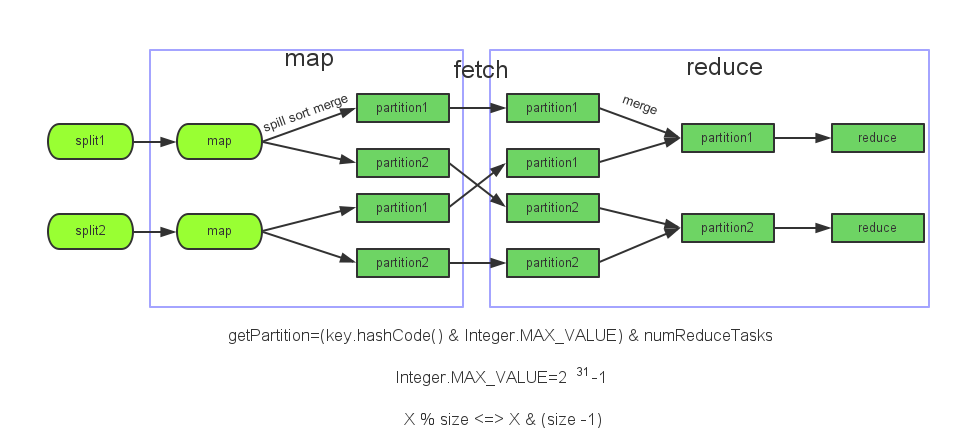 map
fetch
reduce
spill sort merge
merge
split1
map
partition1
partition1
partition1
reduce
partition2
partition1
split2
map
partition1
partition2
partition2
reduce
partition2
partition2
getPartition=(key.hashCode() & Integer.MAX_VALUE) & numReduceTasks
Integer.MAX_VALUE=2 31-1
X % size <=> X & (size -1)